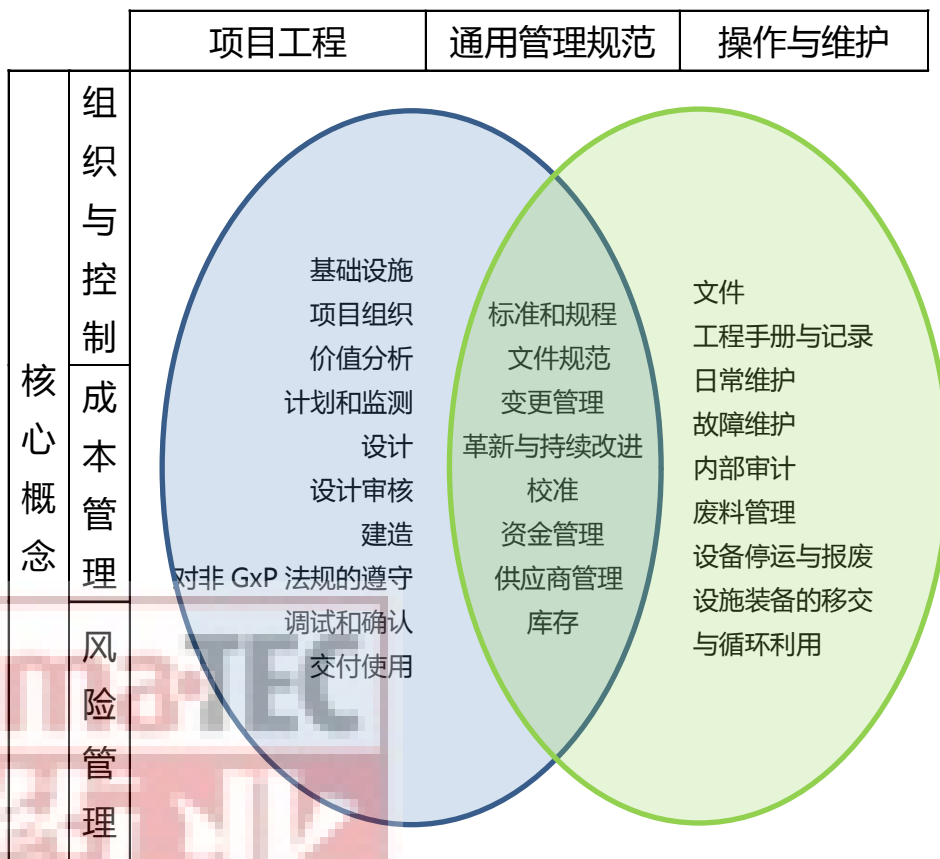 项目工程
通用管理规范
操作与维护
核心概念
组织与控制
成本管理
风险管理
基础设施
项目组织
价值分析
计划和监测
设计
设计审核
建造
对非 GxP 法规的遵守
调试和确认
交付使用
标准和规程
文件规范
变更管理
革新与持续改进
校准
资金管理
供应商管理
库存
文件
工程手册与记录
日常维护
故障维护
内部审计
废料管理
设备停运与报废
设施装备的移交
与循环利用
ma TEC